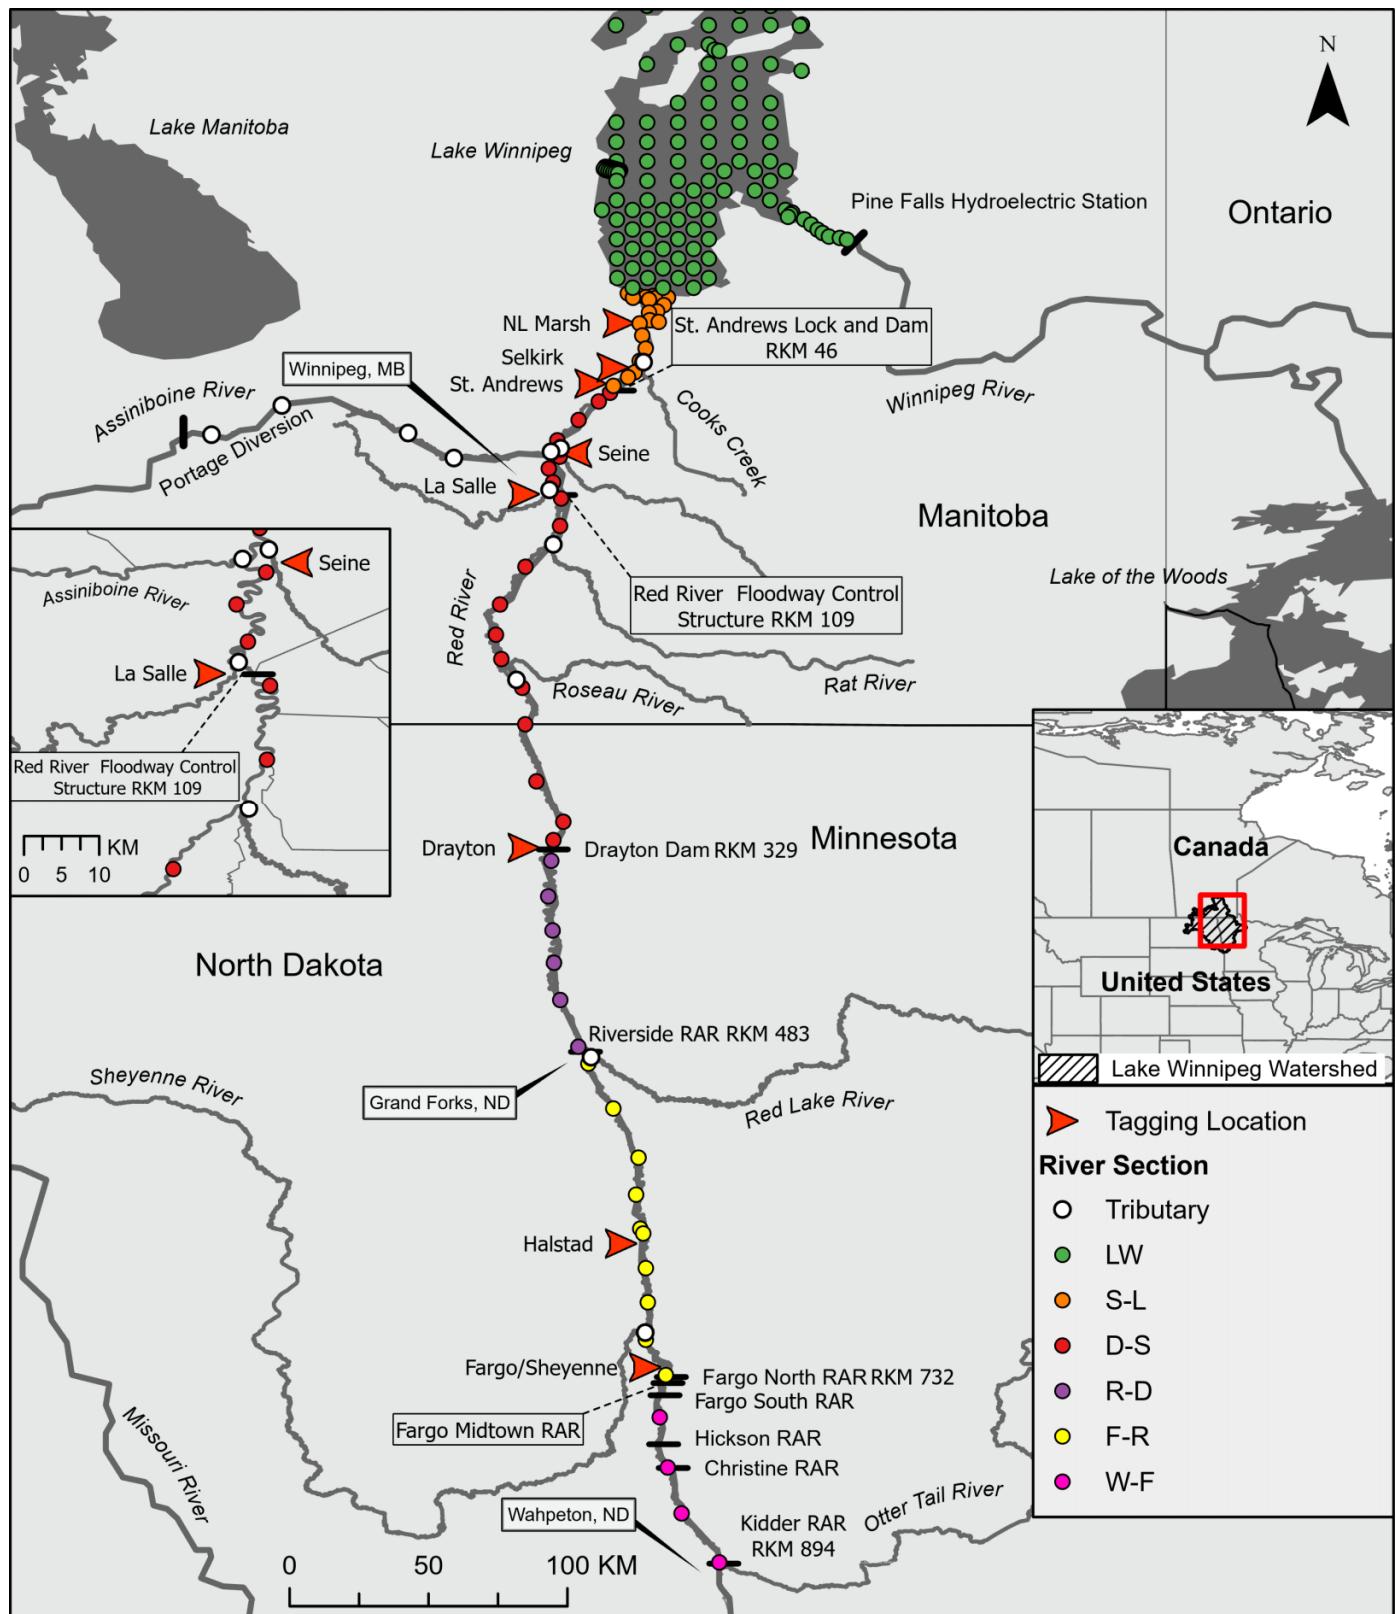 N
Lake Manitoba
Lake Winnipeg
Pine Falls Hydroelectric Station
Ontario
NL Marsh
St. Andrews Lock and Dam
RKM 46
Selkirk
Winnipeg, MB
St. Andrews
Assiniboine River
Winnipeg River
Portage Diversion
Cooks Creek
Seine
La Salle
Manitoba
Lake of the Woods
Red River
Red River Floodway Control
Structure RKM 109
Rat River
Roseau River
Seine
Assiniboine River
La Salle
Red River Floodway Control
Structure RKM 109
KM
0 5 10
Drayton
Drayton Dam RKM 329
Minnesota
Canada
United States
Lake Winnipeg Watershed
North Dakota
Riverside RAR RKM 483
Sheyenne River
Grand Forks, ND
Red Lake River
Tagging Location
River Section
Tributary
LW
S-L
D-S
R-D
F-R
W-F
Halstad
Fargo/Sheyenne
Fargo North RAR RKM 732
Fargo South RAR
Fargo Midtown RAR
Hickson RAR
Christine RAR
Missouri River
Wahpeton, ND
Kidder RAR
RKM 894
Otter Tail River
0 50 100 KM